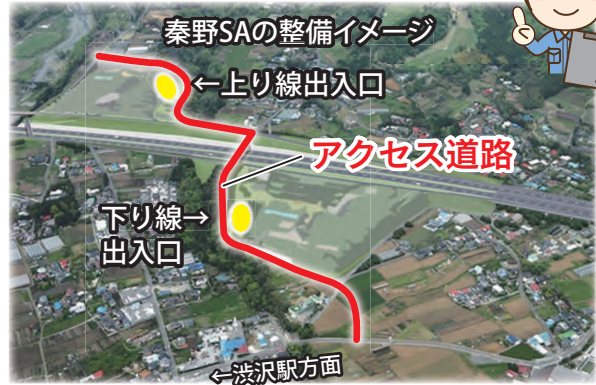 秦野SAの整備イメージ
←上り線出入口
アクセス道路
下り線→
出入口
←渋沢駅方面